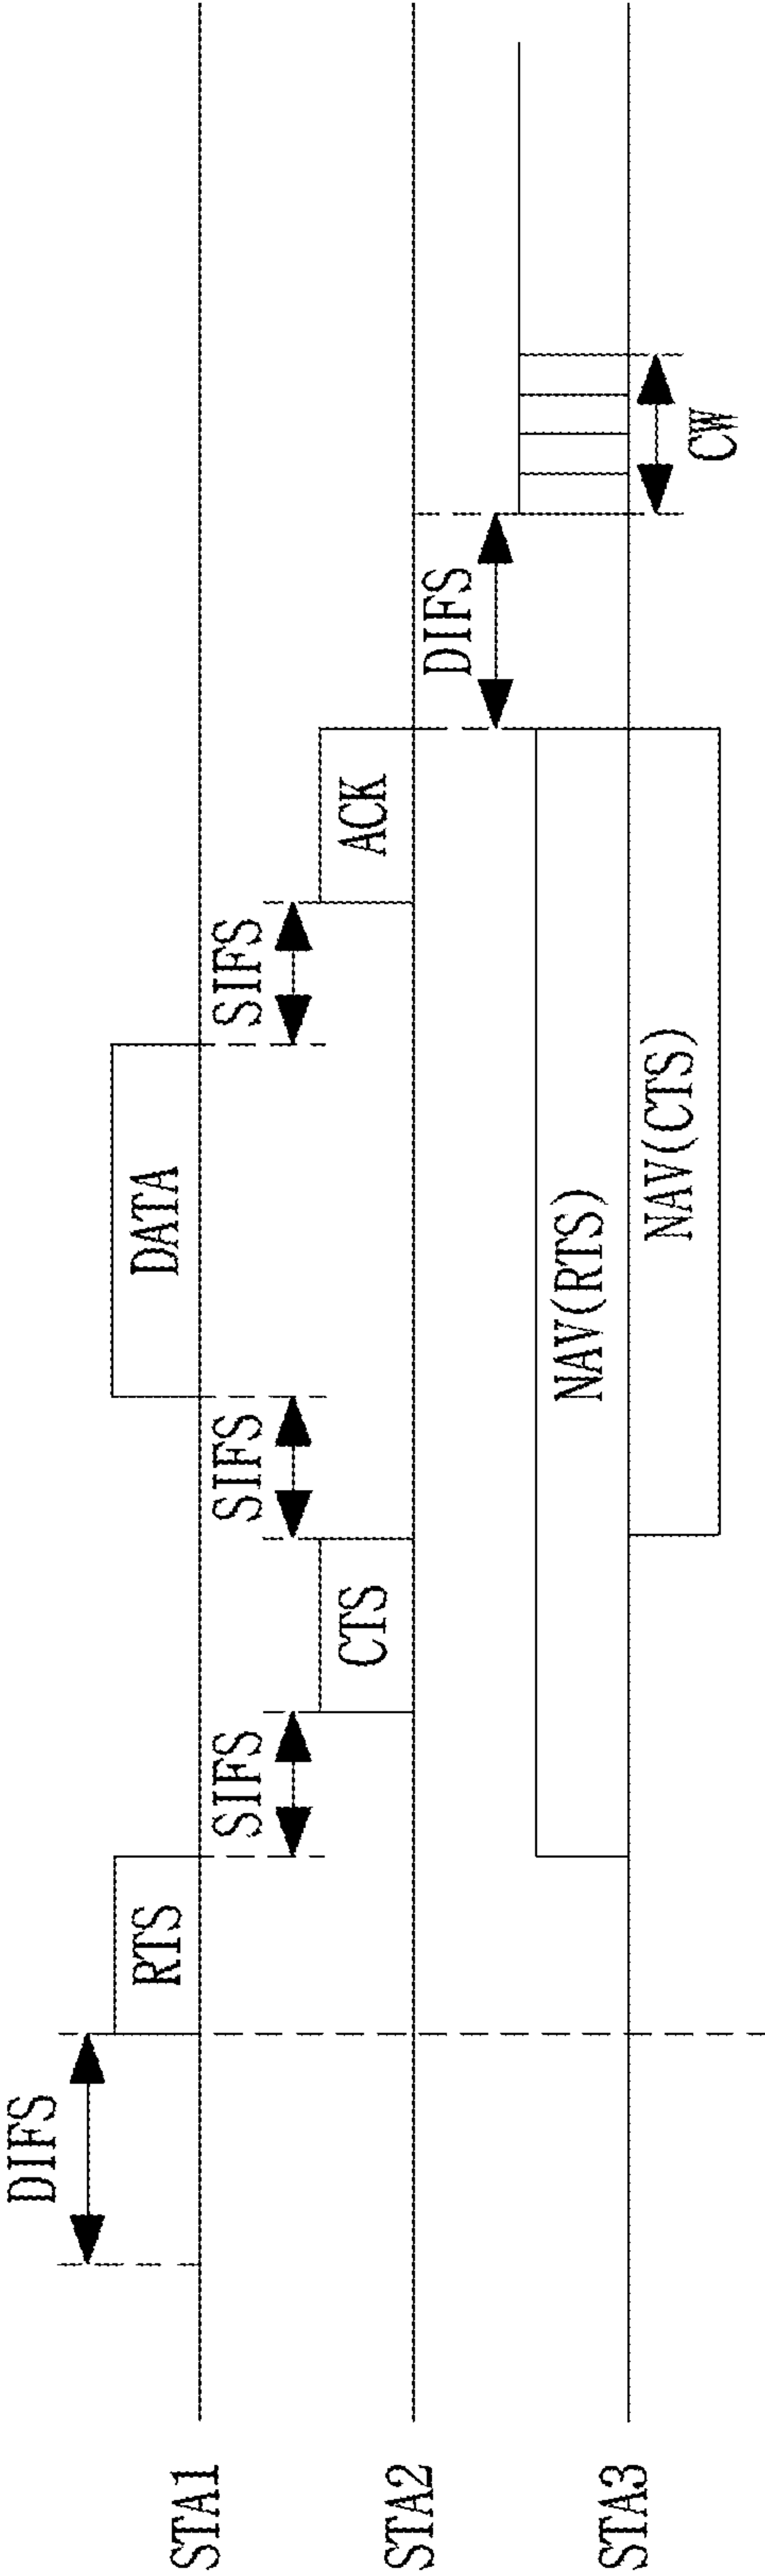 DIFS
RTS
SIFS
CTS
SIFS
DATA
SIFS
ACK
STA1
STA2
DIFS
NAV(RTS)
NAV(CTS)
CW
STA3